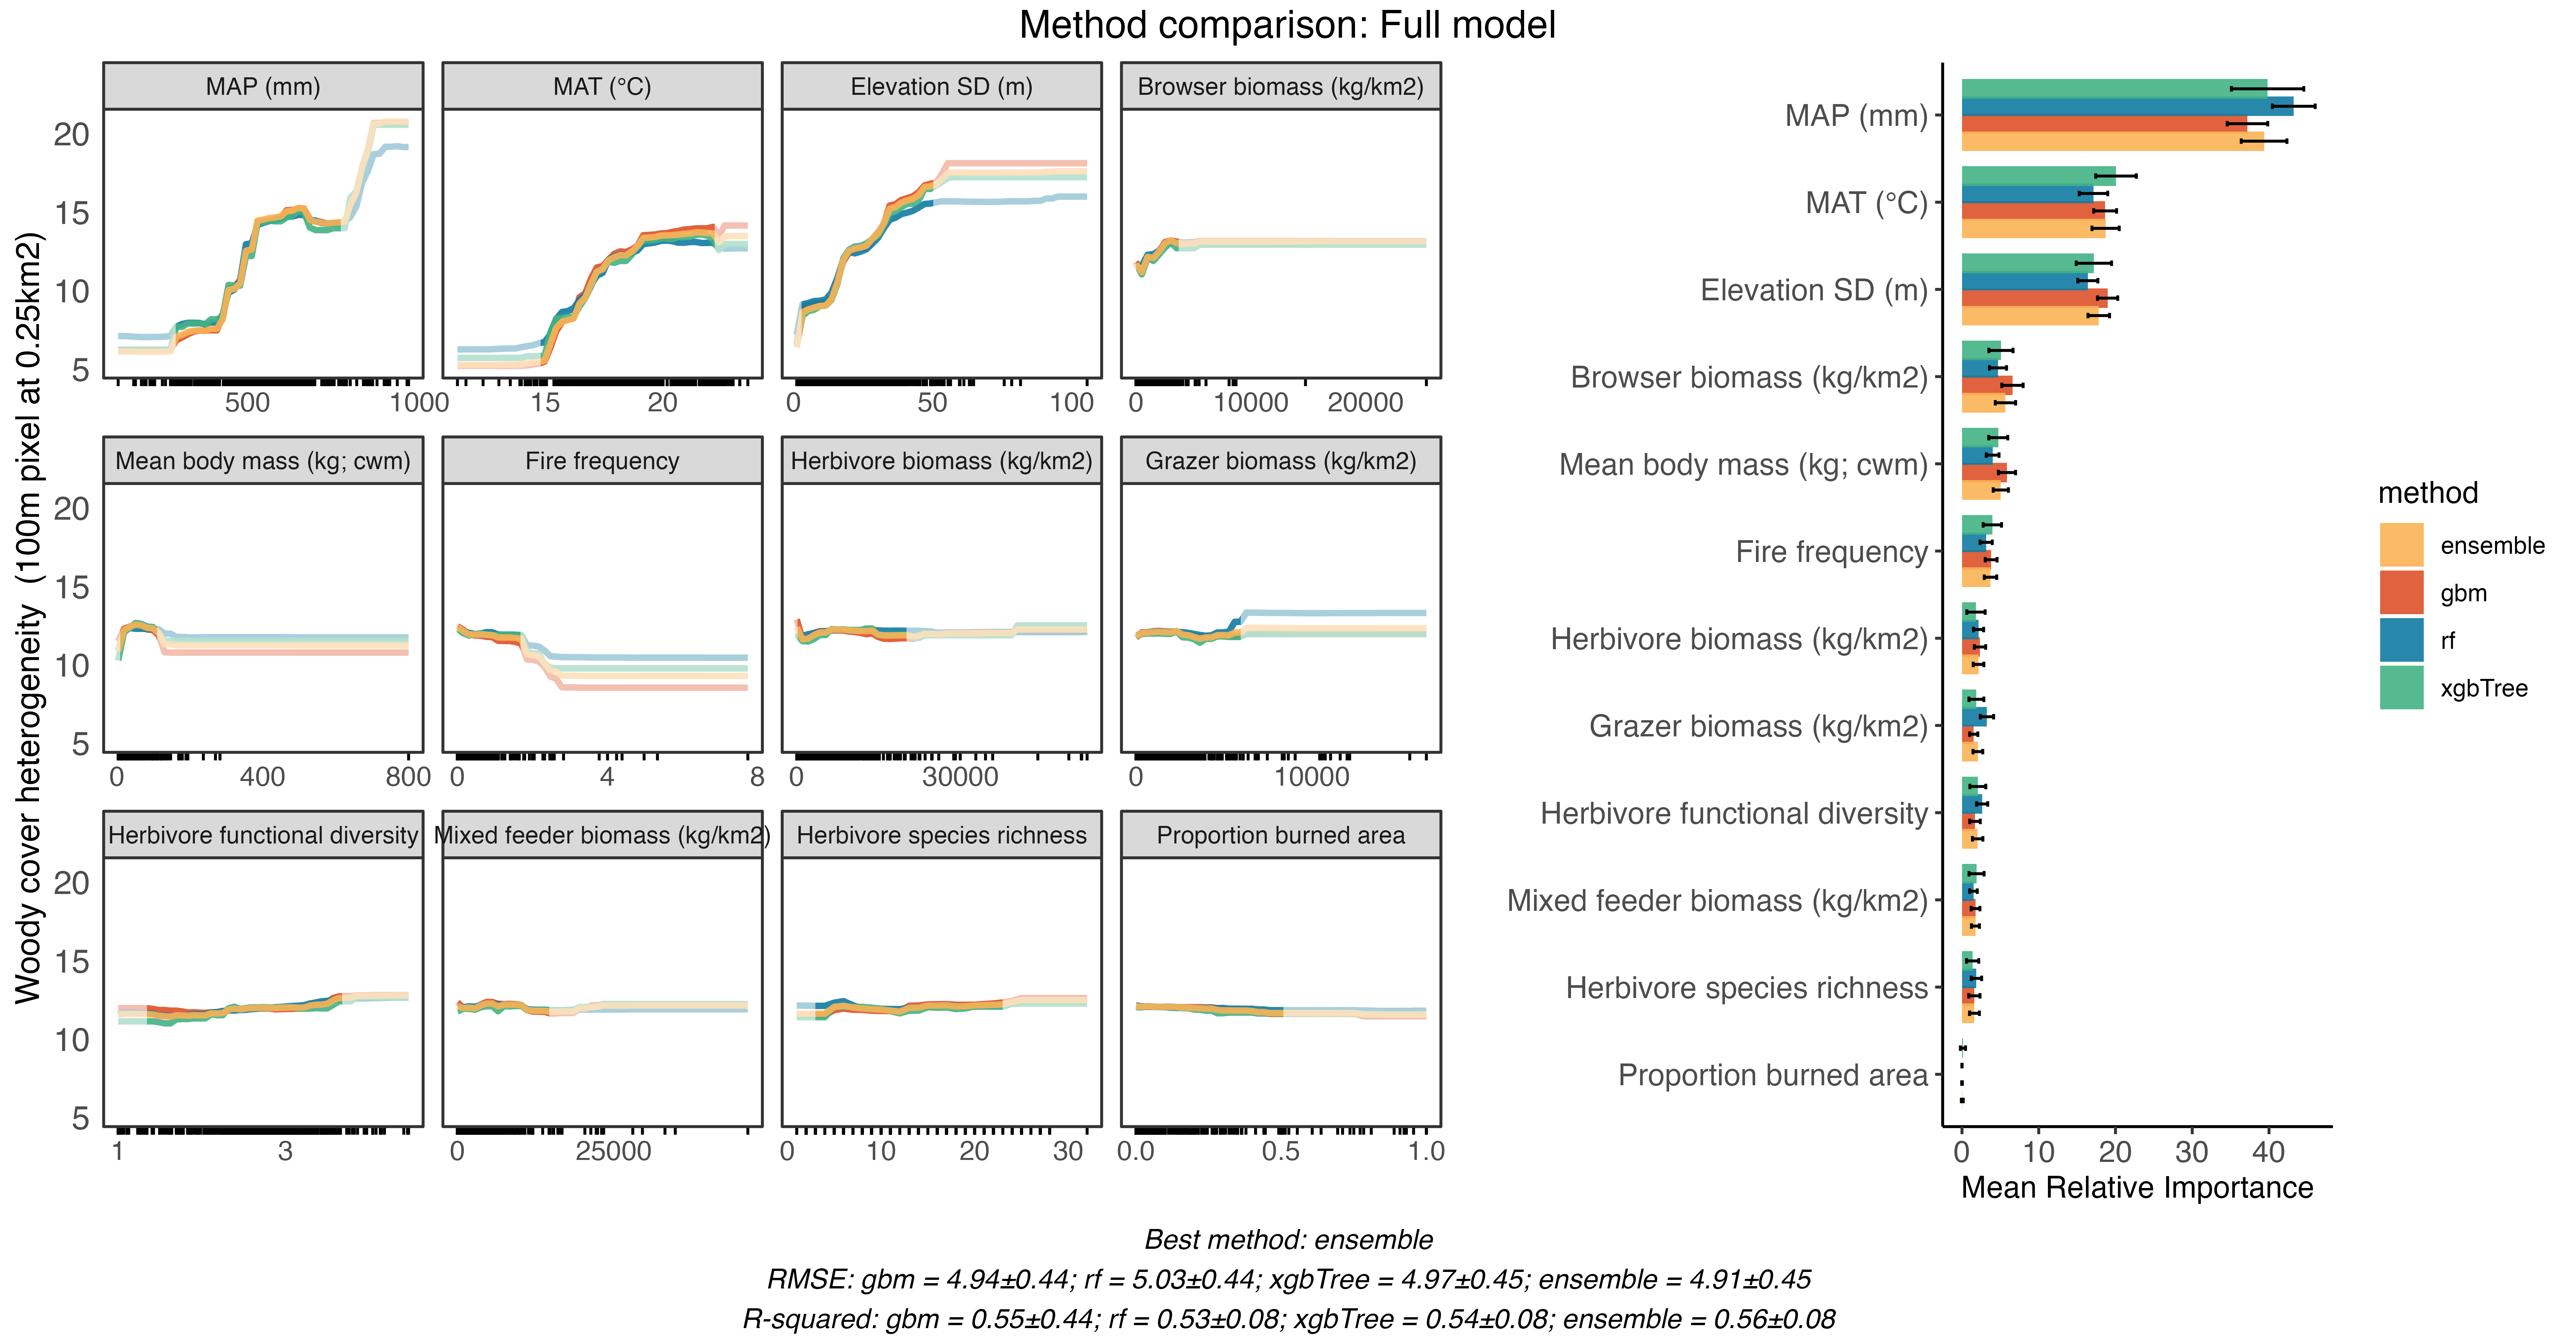 Method comparison: Full model
Woody cover heterogeneity (100m pixel at 0.25km2)
MAP (mm)
MAT (°C)
Elevation SD (m)
Browser biomass (kg/km2)
20
15
10
5
500 1000
15 20
0 50 100
0 10000 20000
Mean body mass (kg; cwm)
Fire frequency
Herbivore biomass (kg/km2)
Grazer biomass (kg/km2)
20
15
10
5
0 400 800
0 4 8
0 30000
0 10000
Herbivore functional diversity
Mixed feeder biomass (kg/km2)
Herbivore species richness
Proportion burned area
20
15
10
5
1 3
0 25000
0 10 20 30
0.0 0.5 1.0
MAP (mm)
MAT (°C)
Elevation SD (m)
Browser biomass (kg/km2)
Mean body mass (kg; cwm)
Fire frequency
Herbivore biomass (kg/km2)
Grazer biomass (kg/km2)
Herbivore functional diversity
Mixed feeder biomass (kg/km2)
Herbivore species richness
Proportion burned area
0 10 20 30 40
Mean Relative Importance
method
ensemble
gbm
rf
xgbTree
Best method: ensemble
RMSE: gbm = 4.94±0.44; rf = 5.03±0.44; xgbTree = 4.97±0.45; ensemble = 4.91±0.45
R-squared: gbm = 0.55±0.44; rf = 0.53±0.08; xgbTree = 0.54±0.08; ensemble = 0.56±0.08